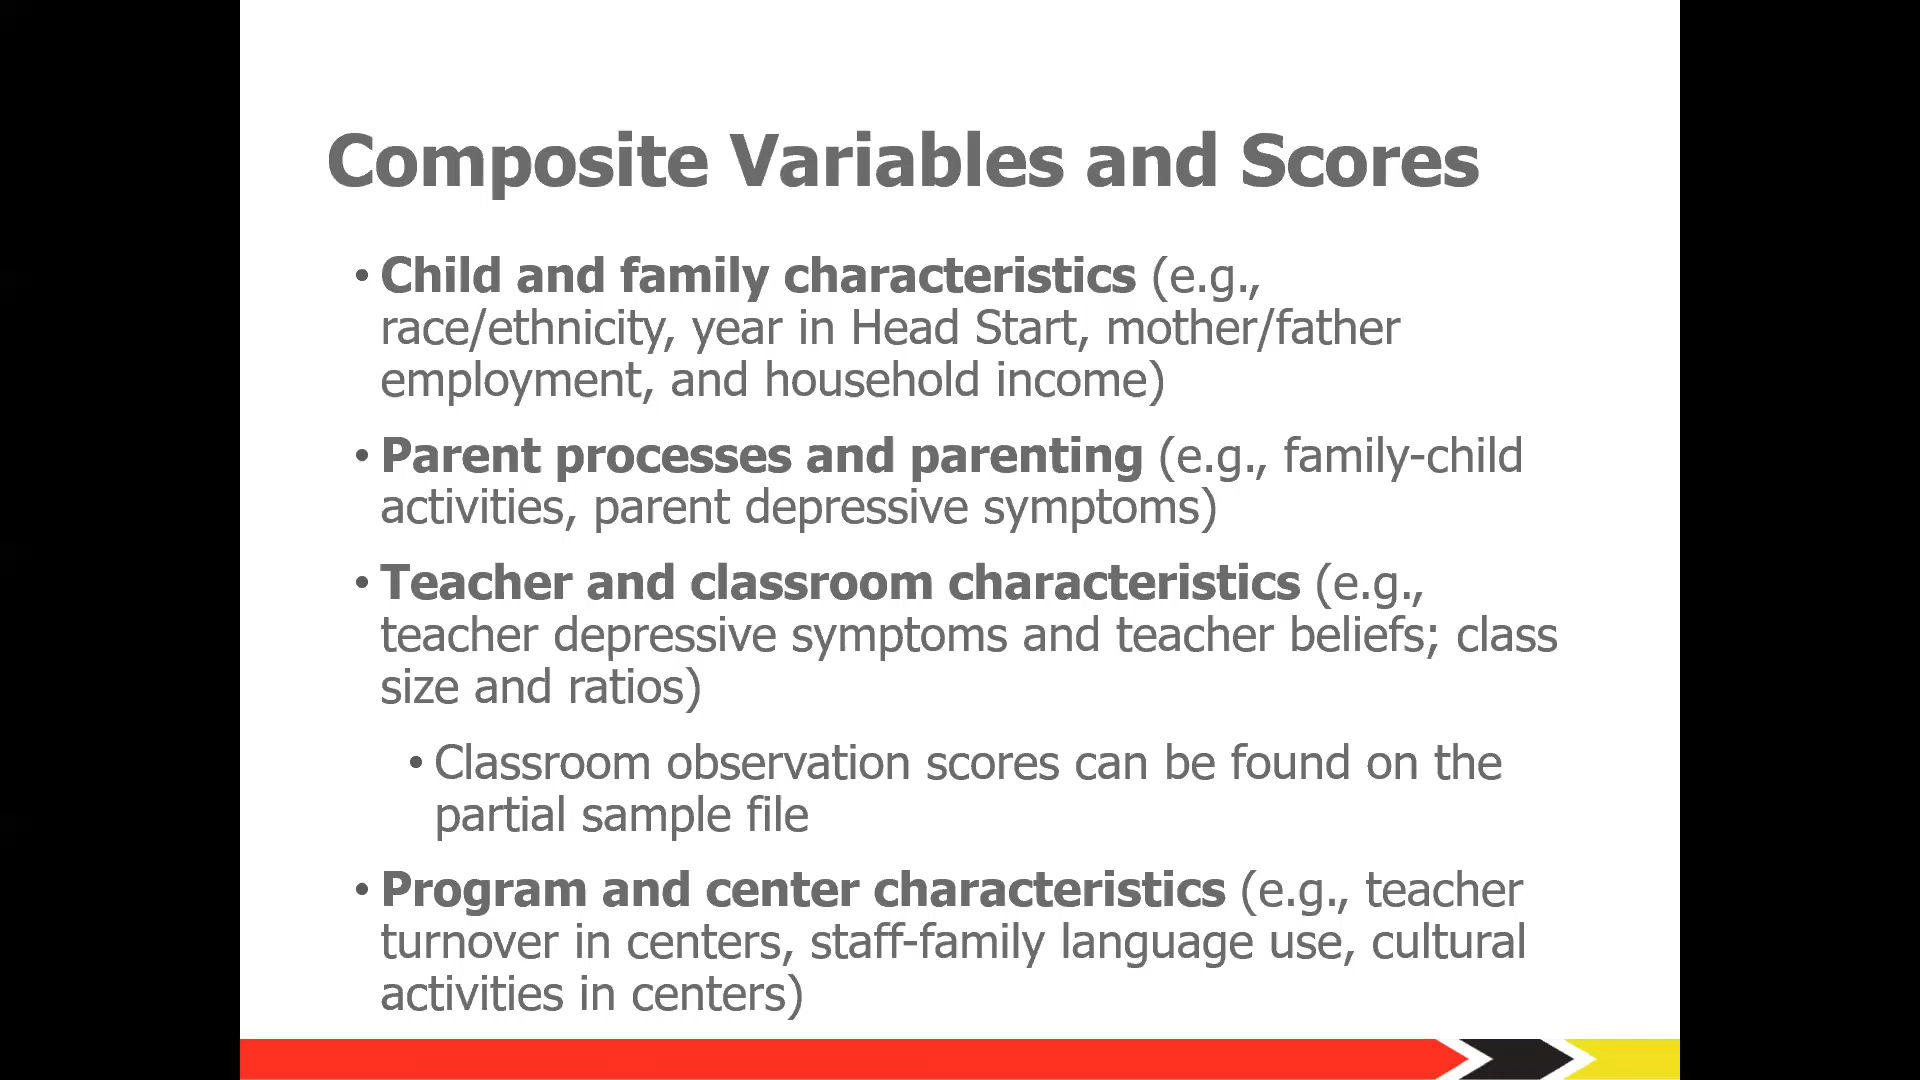 Composite Variables and Scores
• Child and family characteristics (e.g.,
race/ethnicity, year in Head Start, mother/father
employment, and household income)
• Parent processes and parenting (e.g., family-child
activities, parent depressive symptoms)
• Teacher and classroom characteristics (e.g.,
teacher depressive symptoms and teacher beliefs; class
size and ratios)
• Classroom observation scores can be found on the
partial sample file
• Program and center characteristics (e.g., teacher
turnover in centers, staff-family language use, cultural
activities in centers)